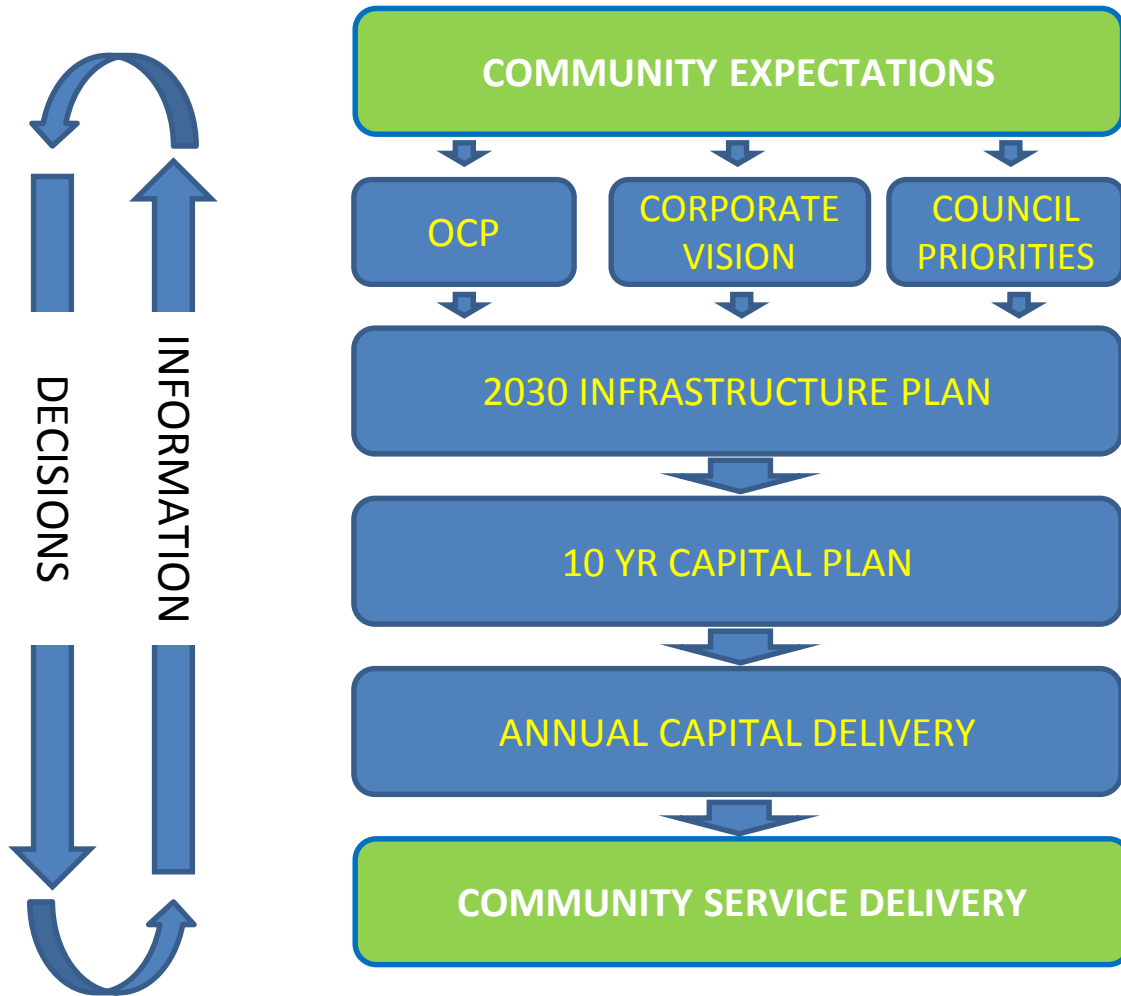 COMMUNITY EXPECTATIONS
OCP
CORPORATE
VISION
COUNCIL
PRIORITIES
2030 INFRASTRUCTURE PLAN
10 YR CAPITAL PLAN
ANNUAL CAPITAL DELIVERY
COMMUNITY SERVICE DELIVERY
DECISIONS
INFORMATION